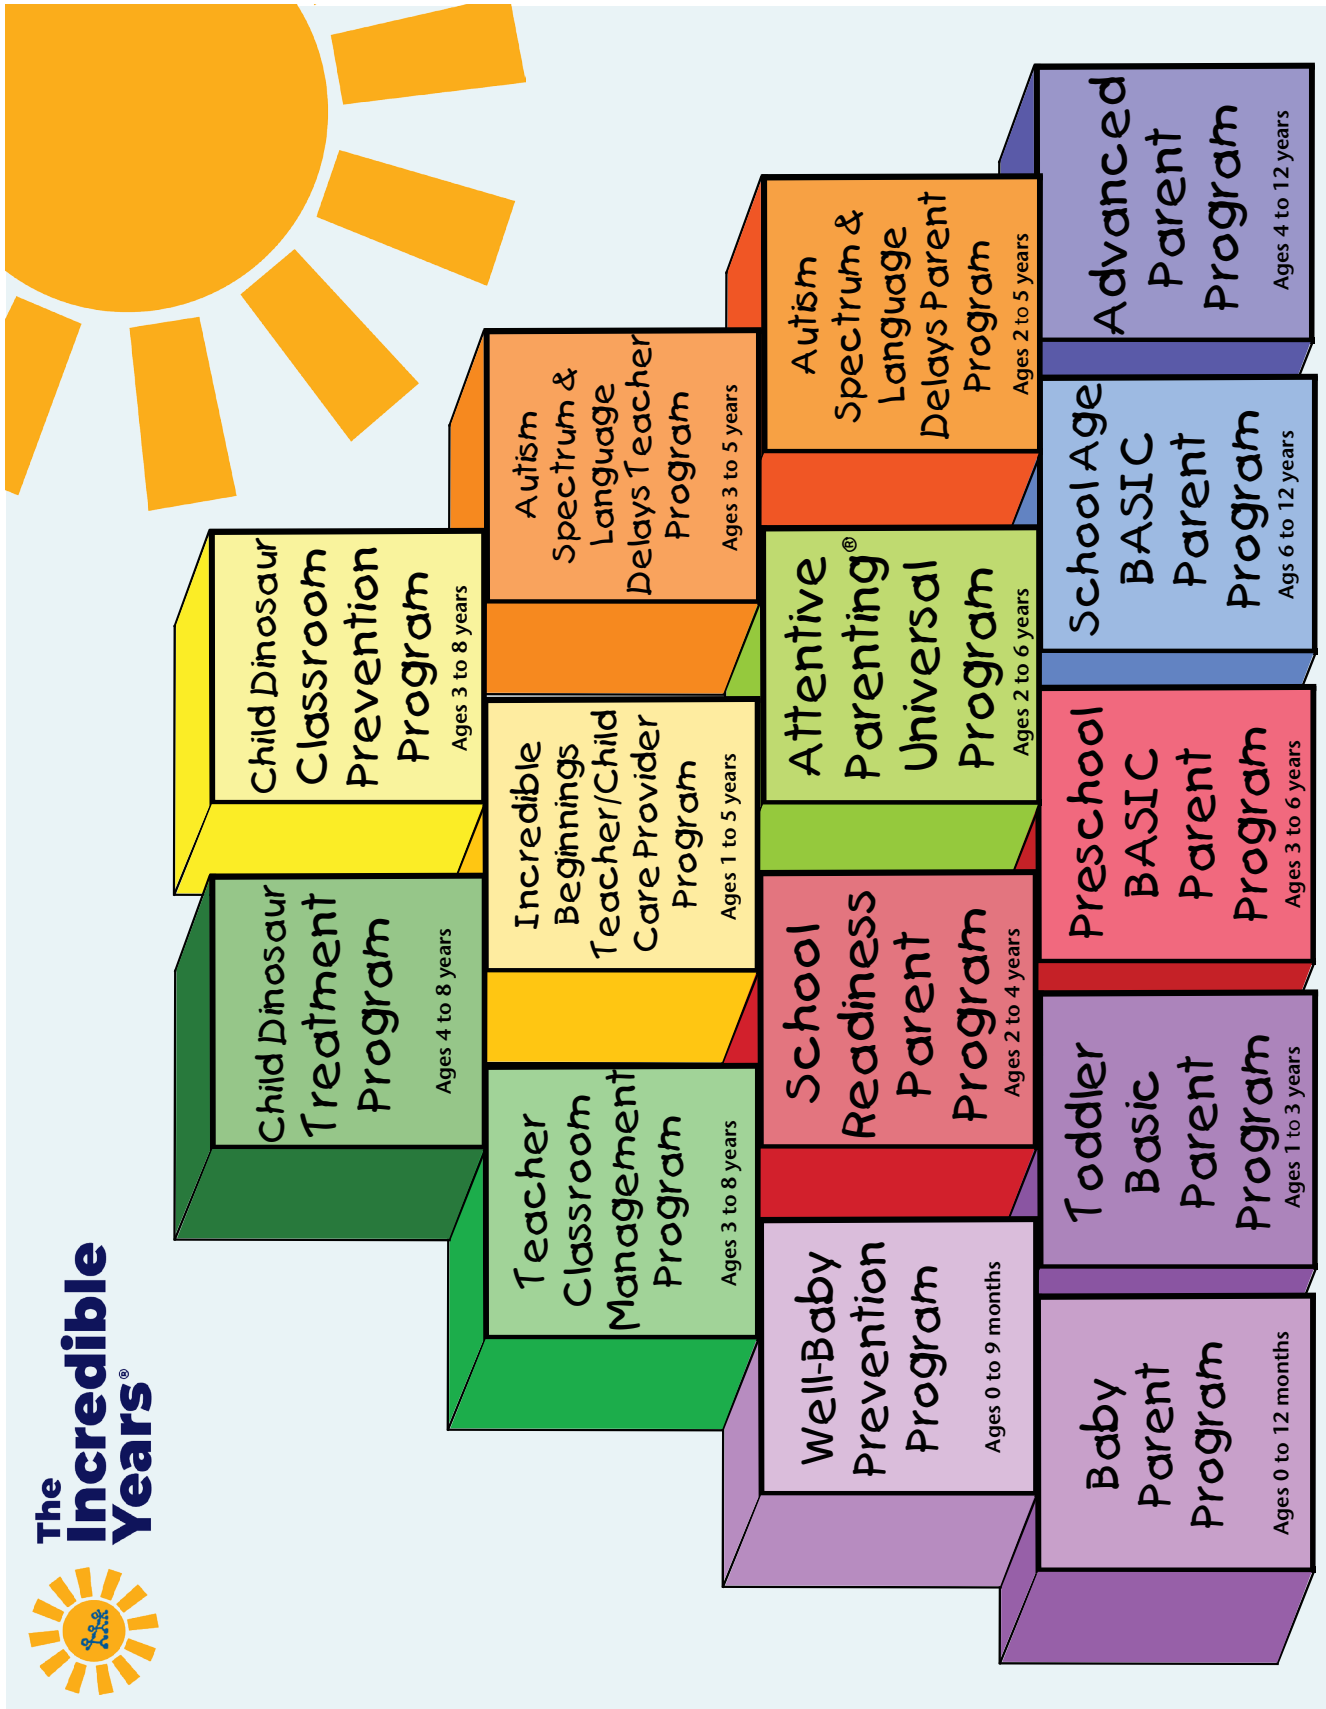 The
Incredible
Years®
Child Dinosaur
Treatment
Program
Ages 4 to 8 years
Child Dinosaur
Classroom
Prevention
Program
Ages 3 to 8 years
Teacher
Classroom
Management
Program
Ages 3 to 8 years
Incredible
Beginnings
Teacher/Child
Care Provider
Program
Ages 1 to 5 years
Autism
Spectrum &
Language
Delays Teacher
Program
Ages 3 to 5 years
Well-Baby
Prevention
Program
Ages 0 to 9 months
School
Readiness
Parent
Program
Ages 2 to 4 years
Attentive
Parenting®
Universal
Program
Ages 2 to 6 years
Autism
Spectrum &
Language
Delays Parent
Program
Ages 2 to 5 years
Baby
Parent
Program
Ages 0 to 12 months
Toddler
Basic
Parent
Program
Ages 1 to 3 years
Preschool
BASIC
Parent
Program
Ages 3 to 6 years
School Age
BASIC
Parent
Program
Ags 6 to 12 years
Advanced
Parent
Program
Ages 4 to 12 years